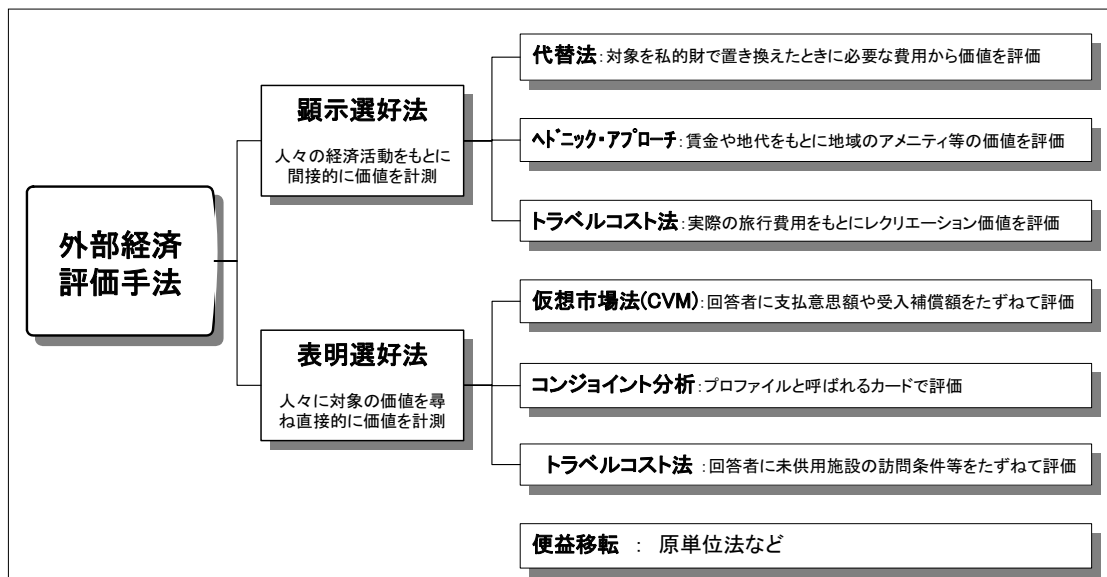 外部経済
評価手法
顕示選好法
人々の経済活動をもとに
間接的に価値を計測
代替法：対象を私的財で置き換えたときに必要な費用から価値を評価
ﾍﾄﾞﾆｯｸ・ｱﾌﾟﾛｰﾁ：賃金や地代をもとに地域のアメニティ等の価値を評価
トラベルコスト法：実際の旅行費用をもとにレクリエーション価値を評価
表明選好法
人々に対象の価値を尋
ね直接的に価値を計測
仮想市場法(CVM)：回答者に支払意思額や受入補償額をたずねて評価
コンジョイント分析：プロファイルと呼ばれるカードで評価
トラベルコスト法：回答者に未供用施設の訪問条件等をたずねて評価
便益移転 ： 原単位法など